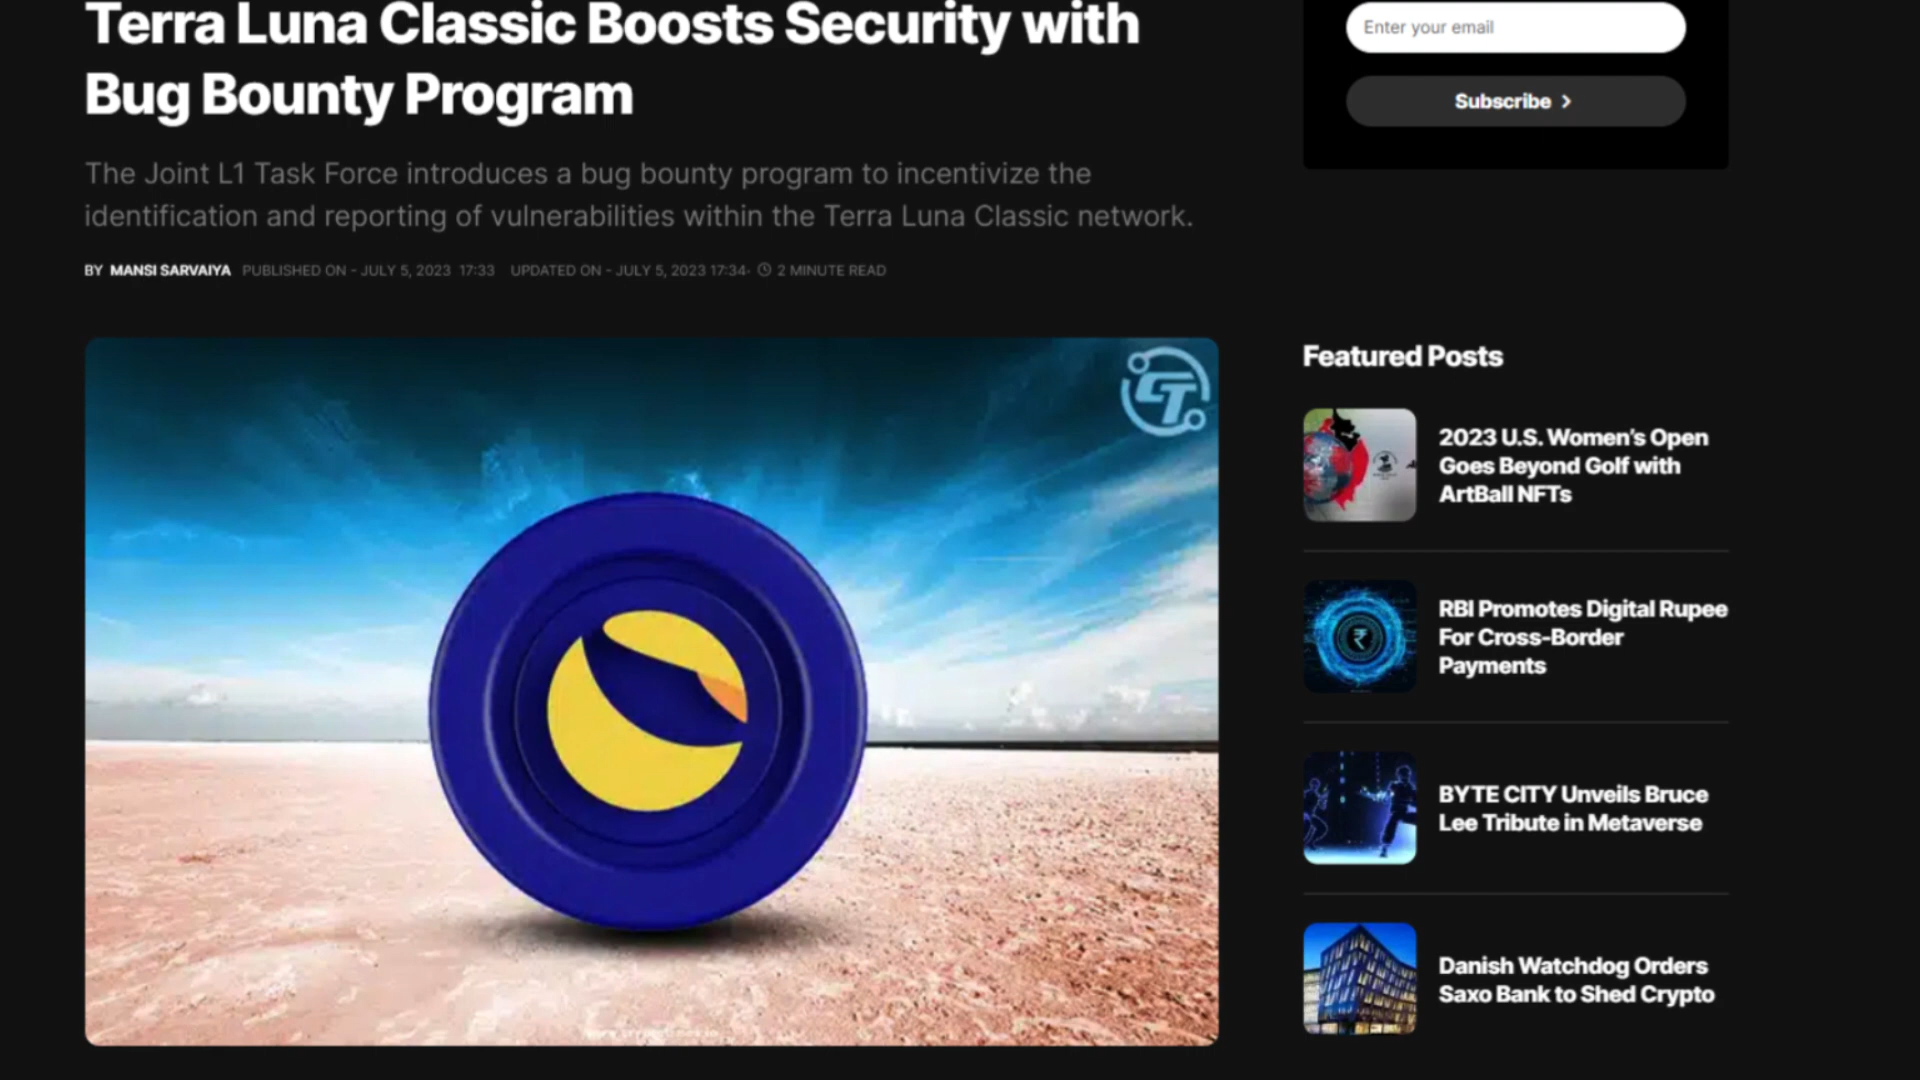 Terra Luna Classic Boosts Security with
Bug Bounty Program
The Joint L1 Task Force introduces a bug bounty program to incentivize the
identification and reporting of vulnerabilities within the Terra Luna Classic network.
BY MANSI SARVAIYA PUBLISHED ON - JULY 5, 2023 17:33 UPDATED ON - JULY 5, 2023 17:34· 2 MINUTE READ
CT
Enter your email
Subscribe >
Featured Posts
2023 U.S. Women's Open
Goes Beyond Golf with
ArtBall NFTs
RBI Promotes Digital Rupee
For Cross-Border
Payments
BYTE CITY Unveils Bruce
Lee Tribute in Metaverse
Danish Watchdog Orders
Saxo Bank to Shed Crypto